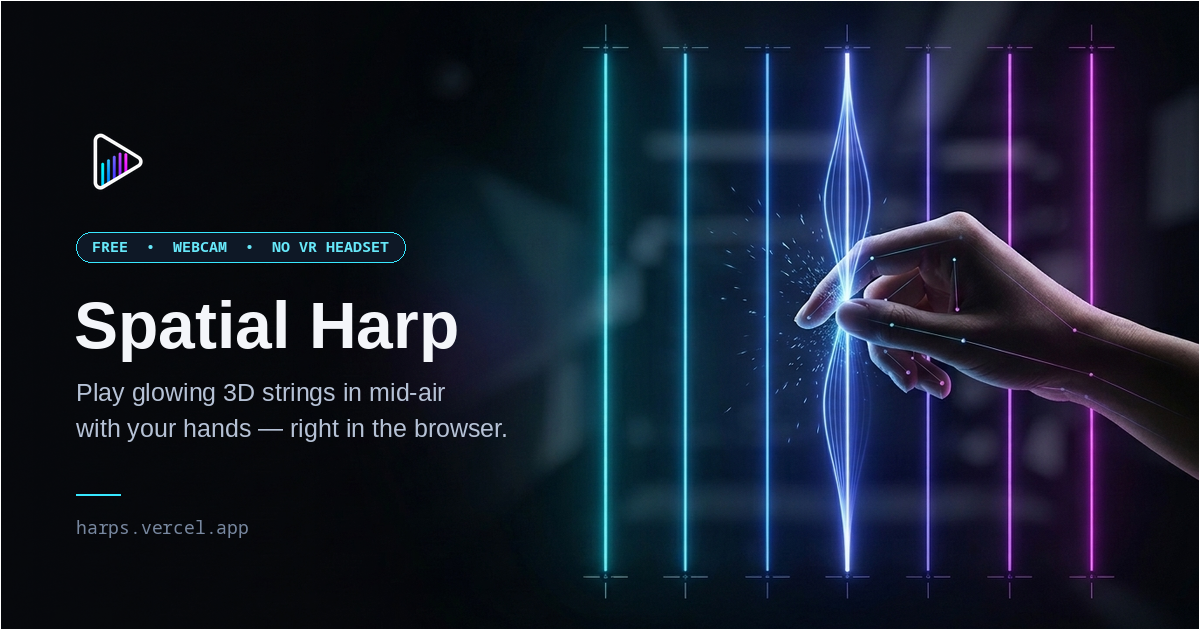 FREE • WEBCAM • NO VR HEADSET
Spatial Harp
Play glowing 3D strings in mid-air
with your hands — right in the browser.
harps.vercel.app